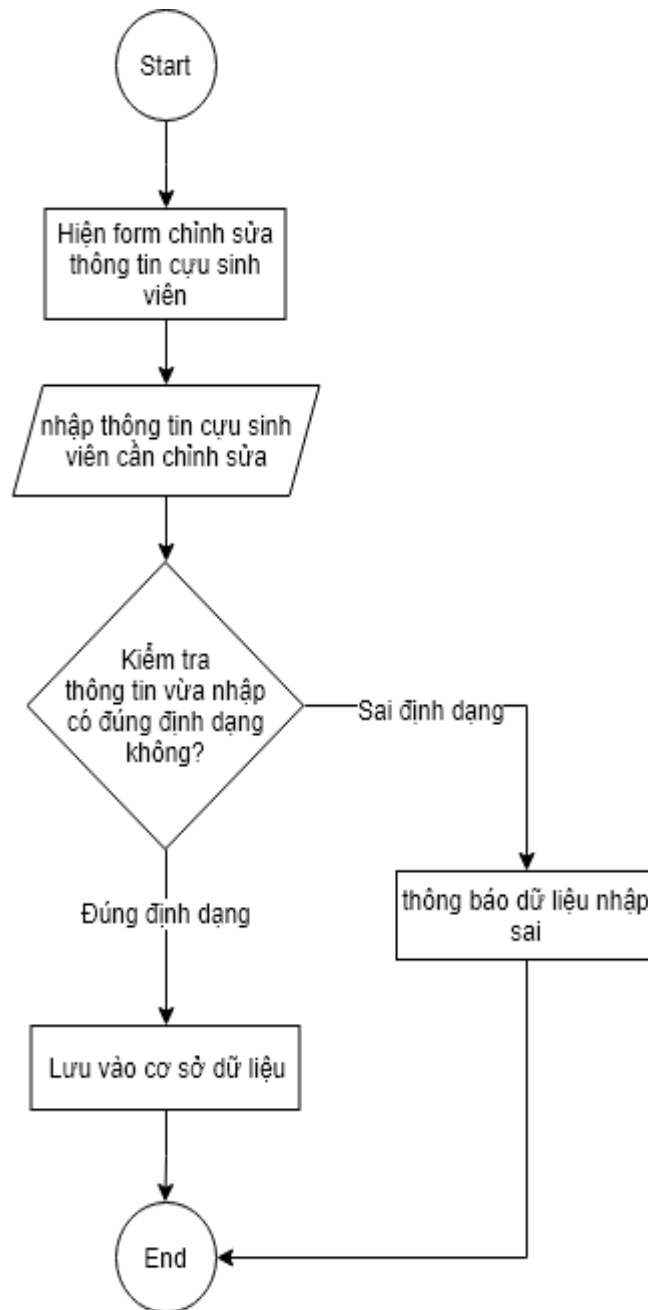 Start
Hiện form chỉnh sửa
thông tin cựu sinh
viên
nhập thông tin cựu sinh
viên cần chỉnh sửa
Kiểm tra
thông tin vừa nhập
có đúng định dạng
không?
Sai định dạng
Đúng định dạng
thông báo dữ liệu nhập
sai
Lưu vào cơ sở dữ liệu
End